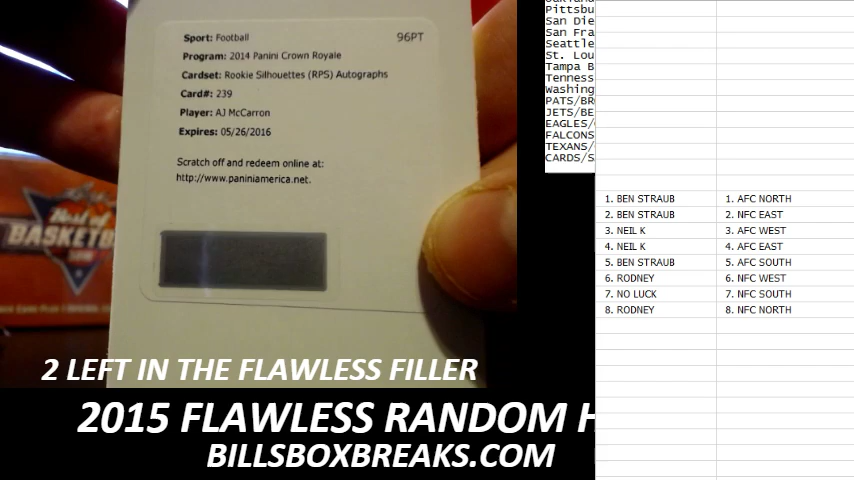 Sport: Football 96PT
Program: 2014 Panini Crown Royale
Cardset: Rookie Silhouettes (RPS) Autographs
Card#: 239
Player: AJ McCarron
Expires: 05/26/2016
Scratch off and redeem online at:
http://www.paniniamerica.net.
Best of
BASKETB
2 LEFT IN THE FLAWLESS FILLER
2015 FLAWLESS RANDOM H
BILLSBOXBREAKS.COM
Pittsbu
San Die
San Fra
Seattle
St. Lou
Tampa B
Tenness
Washing
PATS/BR
JETS/BE
EAGLES/
FALCONS
TEXANS/
CARDS/S
1. BEN STRAUB 1. AFC NORTH
2. BEN STRAUB 2. NFC EAST
3. NEIL K 3. AFC WEST
4. NEIL K 4. AFC EAST
5. BEN STRAUB 5. AFC SOUTH
6. RODNEY 6. NFC WEST
7. NO LUCK 7. NFC SOUTH
8. RODNEY 8. NFC NORTH